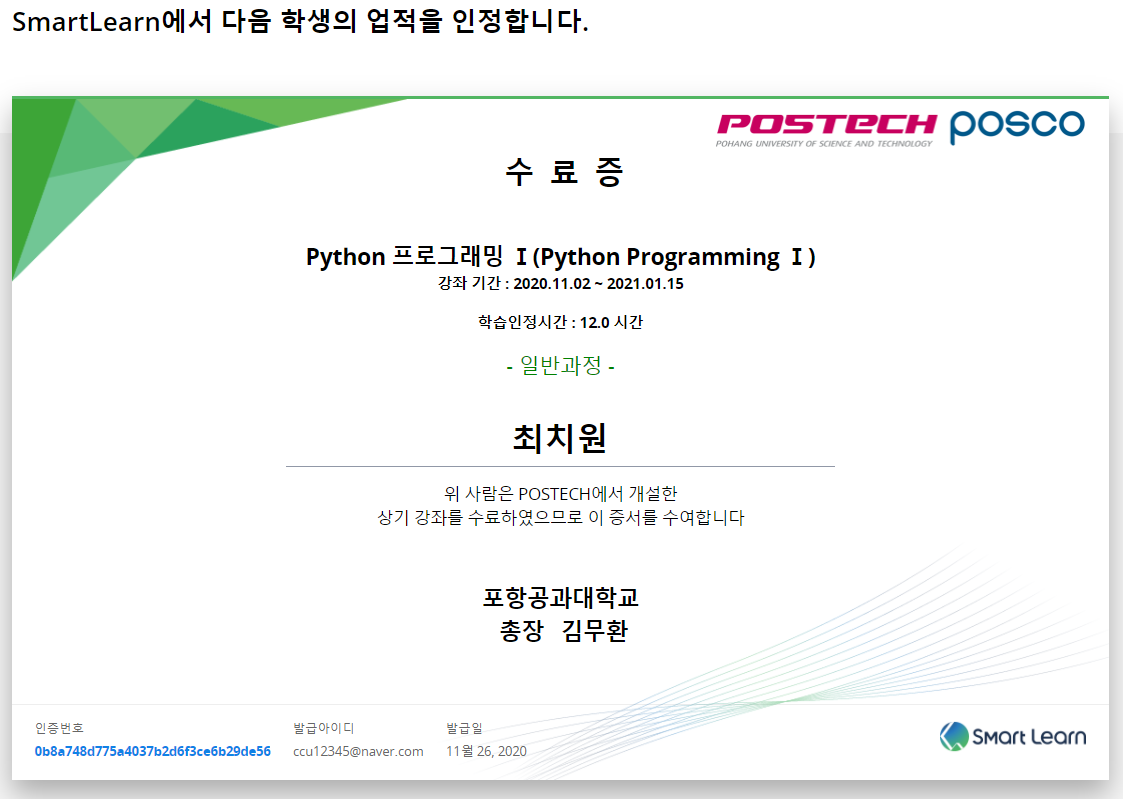 SmartLearn에서 다음 학생의 업적을 인정합니다.
POSTECH posco
POHANG UNIVERSITY OF SCIENCE AND TECHNOLOGY
수 료 증
Python 프로그래밍 Ⅰ(Python Programming Ⅰ)
강좌 기간 : 2020.11.02 ~ 2021.01.15
학습인정시간 : 12.0 시간
- 일반과정 -
최치원
위 사람은 POSTECH에서 개설한
상기 강좌를 수료하였으므로 이 증서를 수여합니다
포항공과대학교
총장 김무환
인증번호 발급아이디 발급일
0b8a748d775a4037b2d6f3ce6b29de56 ccu12345@naver.com 11월 26, 2020
Smart Learn